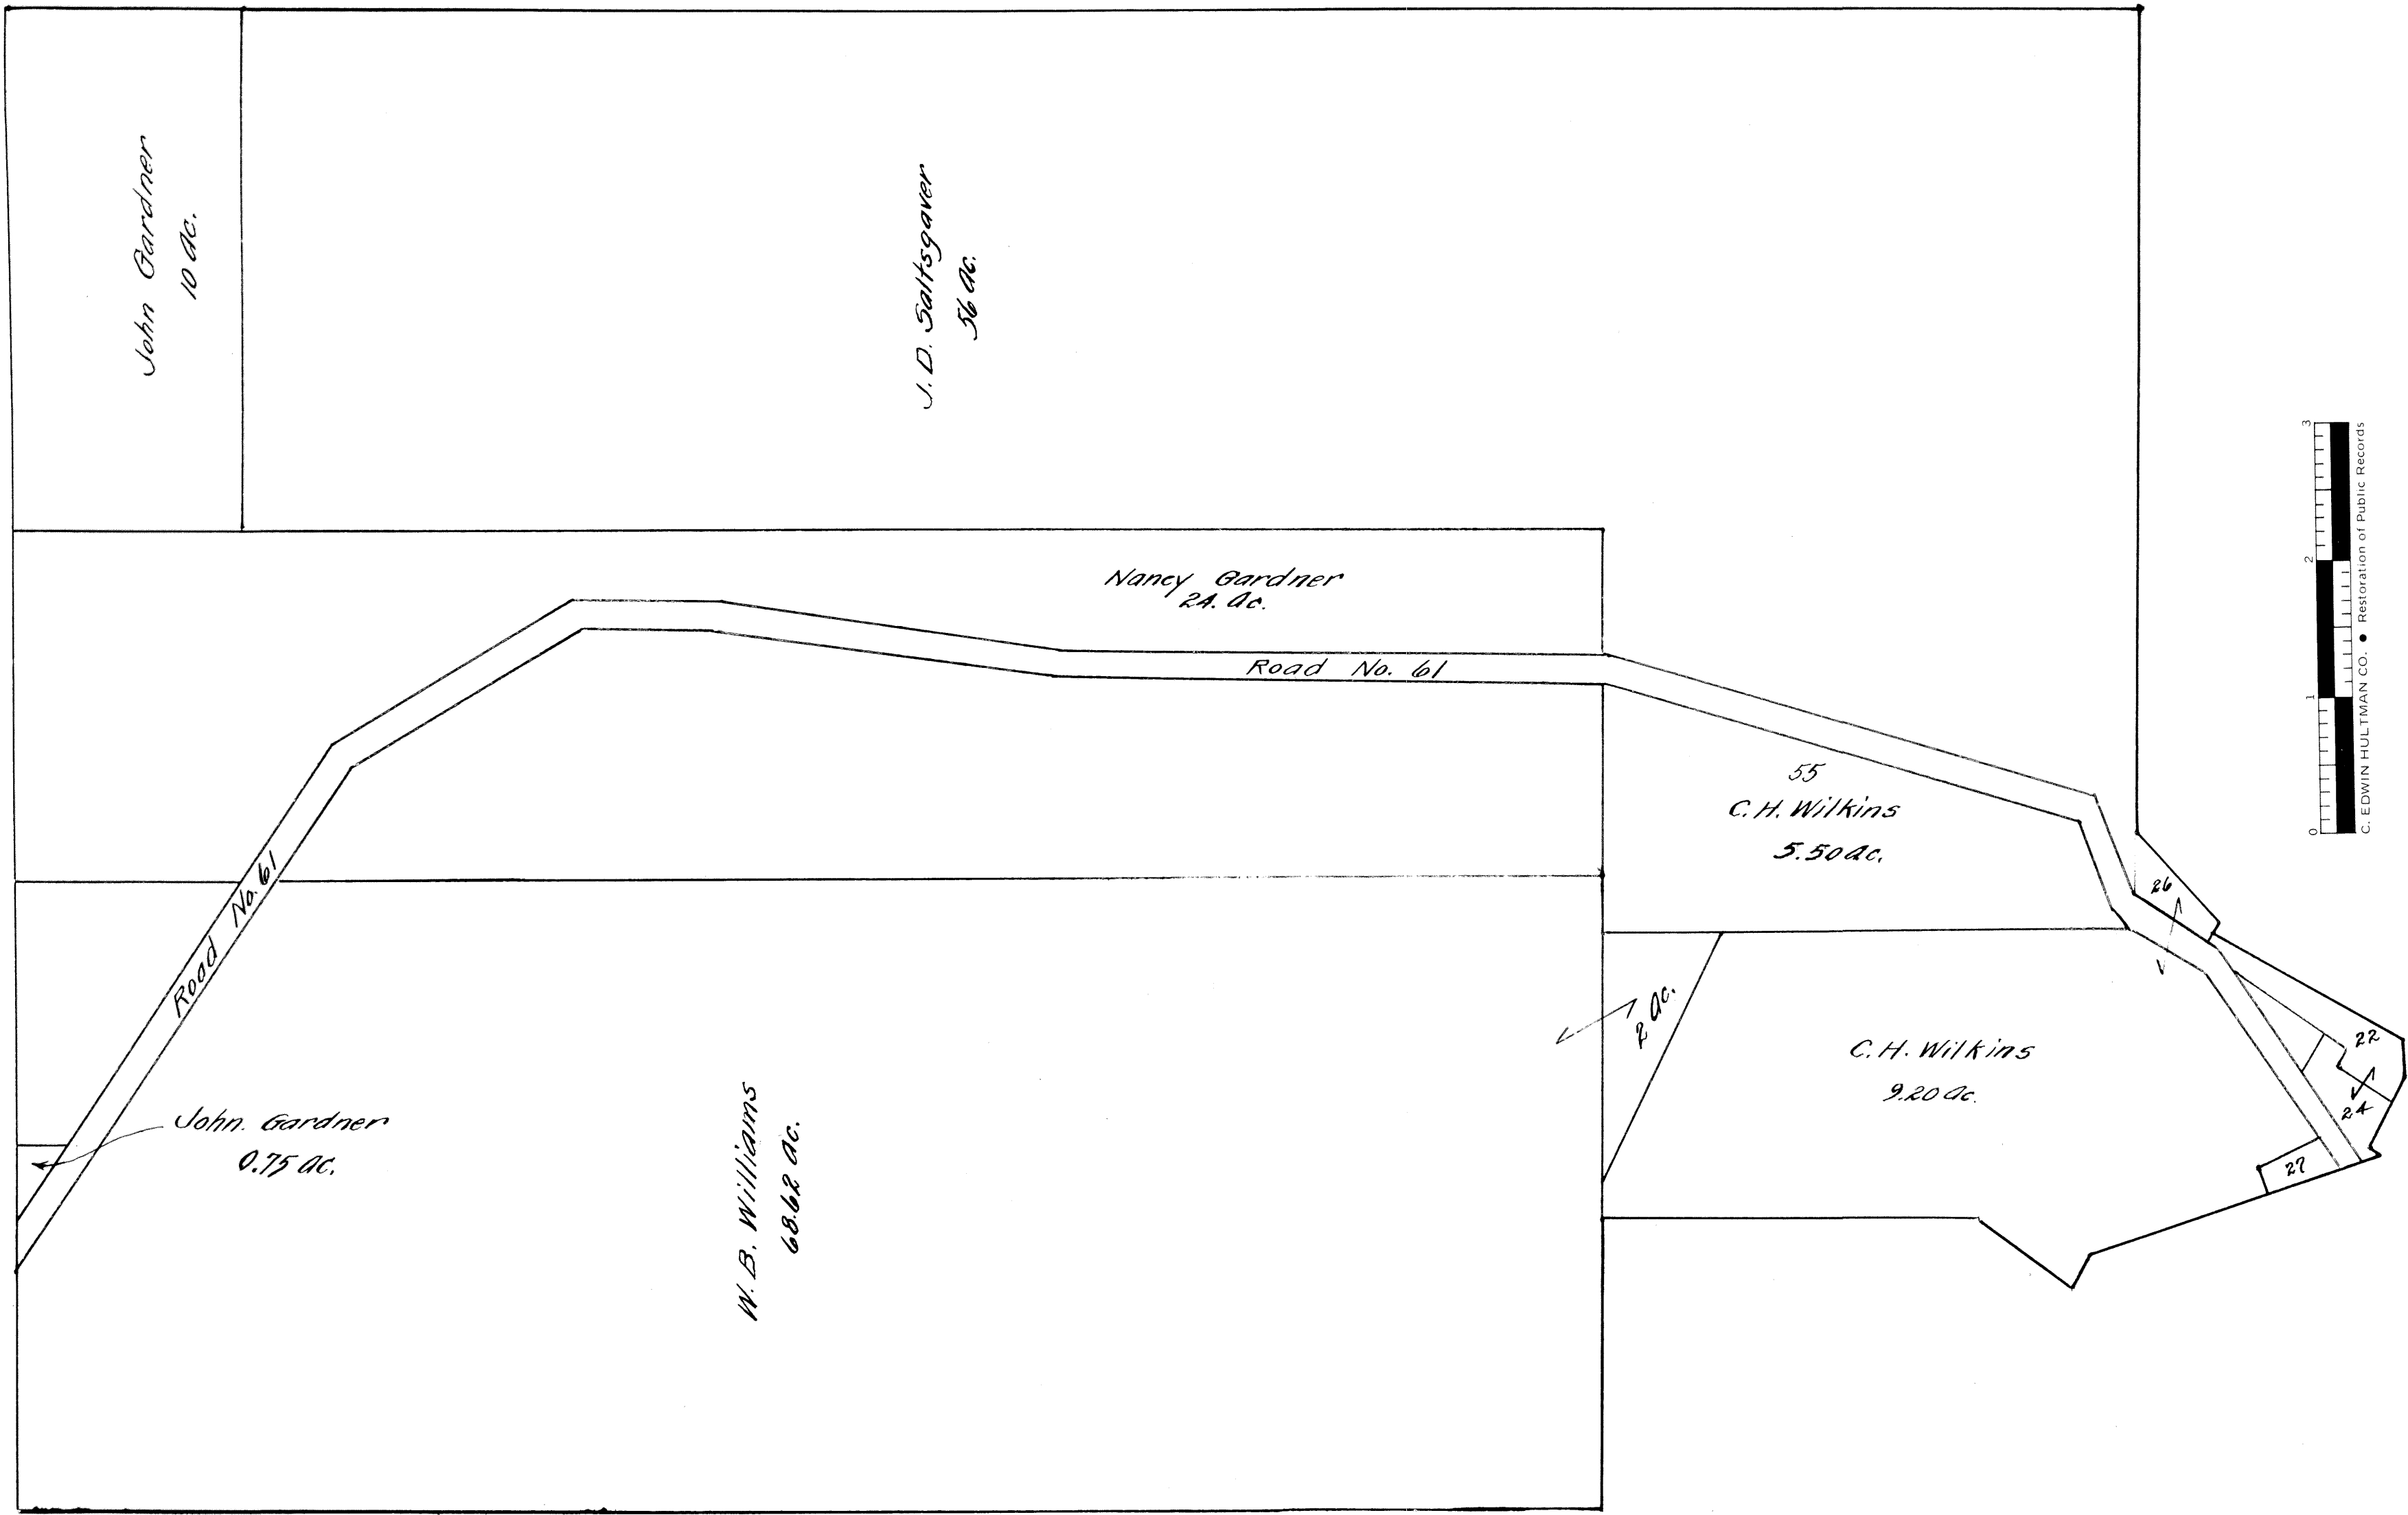 John Gardner
10 Ac.
J. D. Saltsgaver
56 Ac.
Nancy Gardner
24. Ac.
Road No. 61
Road No. 61
55
C. H. Wilkins
5.50 Ac.
26
2 Ac.
C. H. Wilkins
9.20 Ac.
22
24
27
John. Gardner
0.75 Ac.
W. B. Williams
68.62 Ac.
0 1 2 3
C. EDWIN HULTMAN CO. ● Restoration of Public Records